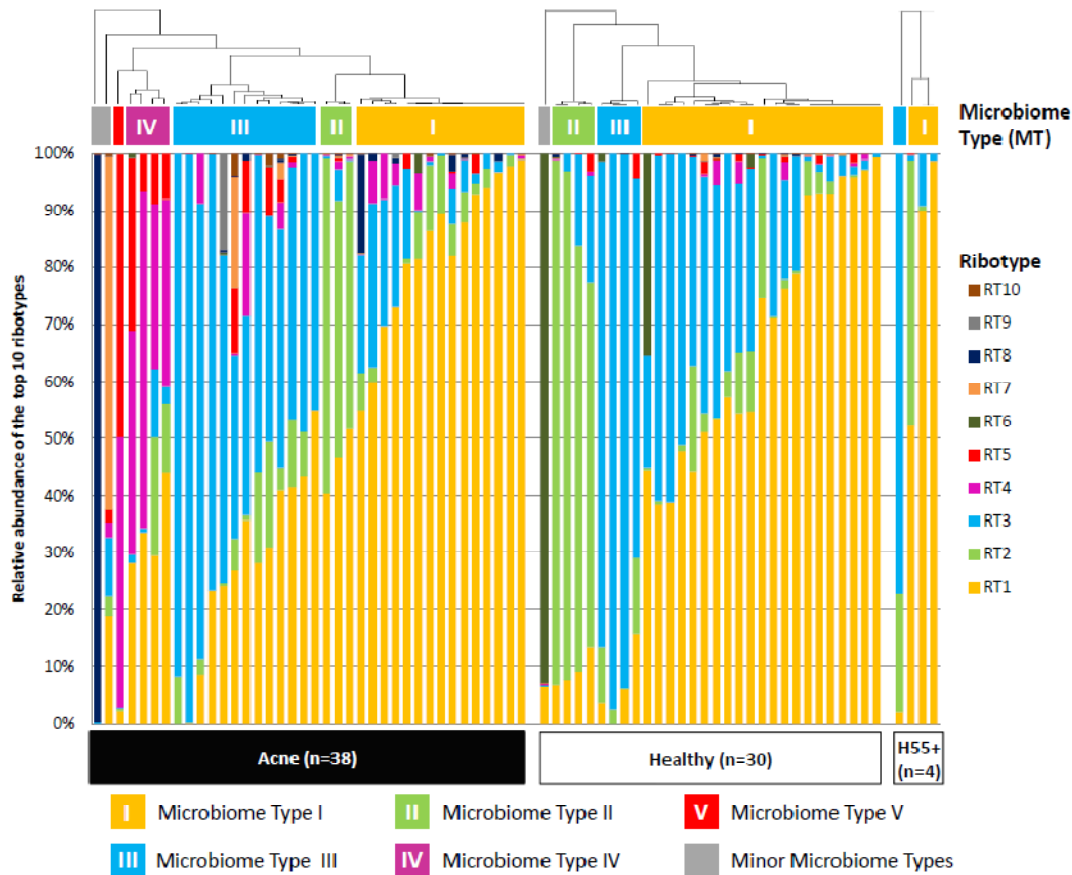 IV III II I II III I I
Microbiome
Type (MT)
100%
90%
80%
70%
60%
50%
40%
30%
20%
10%
0%
Relative abundance of the top 10 ribotypes
Ribotype
RT10
RT9
RT8
RT7
RT6
RT5
RT4
RT3
RT2
RT1
Acne (n=38) Healthy (n=30) H55+
(n=4)
I Microbiome Type I II Microbiome Type II V Microbiome Type V
III Microbiome Type III IV Microbiome Type IV Minor Microbiome Types